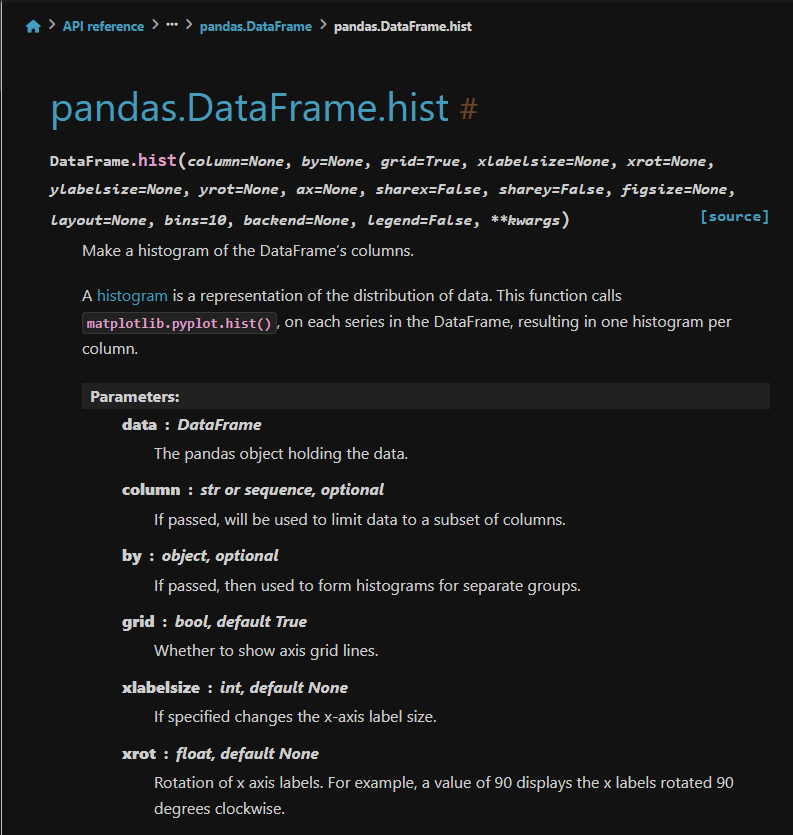 API reference > ··· > pandas.DataFrame > pandas.DataFrame.hist
pandas.DataFrame.hist #
DataFrame.hist(column=None, by=None, grid=True, xlabelsize=None, xrot=None,
ylabelsize=None, yrot=None, ax=None, sharex=False, sharey=False, figsize=None,
layout=None, bins=10, backend=None, legend=False, **kwargs) [source]
Make a histogram of the DataFrame’s columns.
A histogram is a representation of the distribution of data. This function calls
matplotlib.pyplot.hist(), on each series in the DataFrame, resulting in one histogram per
column.
Parameters:
data : DataFrame
The pandas object holding the data.
column : str or sequence, optional
If passed, will be used to limit data to a subset of columns.
by : object, optional
If passed, then used to form histograms for separate groups.
grid : bool, default True
Whether to show axis grid lines.
xlabelsize : int, default None
If specified changes the x-axis label size.
xrot : float, default None
Rotation of x axis labels. For example, a value of 90 displays the x labels rotated 90
degrees clockwise.